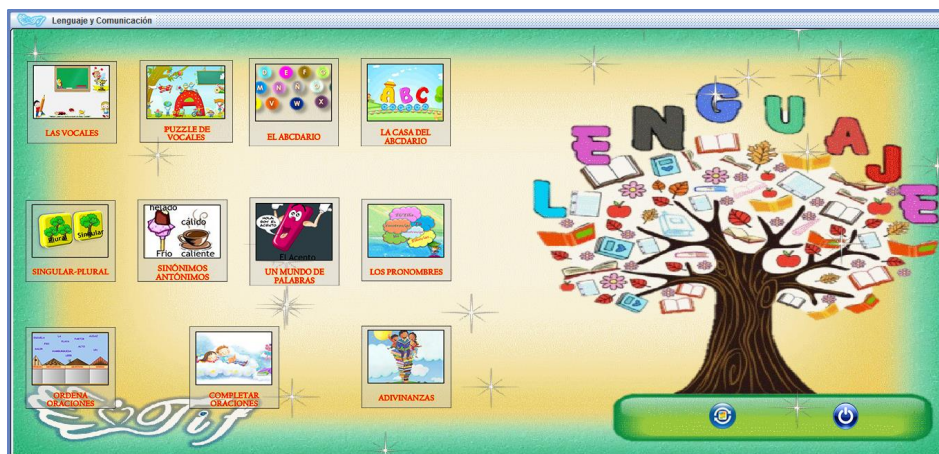 Lenguaje y Comunicación
LAS VOCALES
PUZZLE DE
VOCALES
D E F G
M N Ñ
V W X
EL ABCDARIO
A B C
LA CASA DEL
ABCDARIO
LENGUAJE
Plural
Singular
SINGULAR-PLURAL
helado
cálido
Frío caliente
SINÓNIMOS
ANTÓNIMOS
El Acento
UN MUNDO DE
PALABRAS
LOS PRONOMBRES
ORDENA
ORACIONES
COMPLETAR
ORACIONES
ADIVINANZAS
Tif